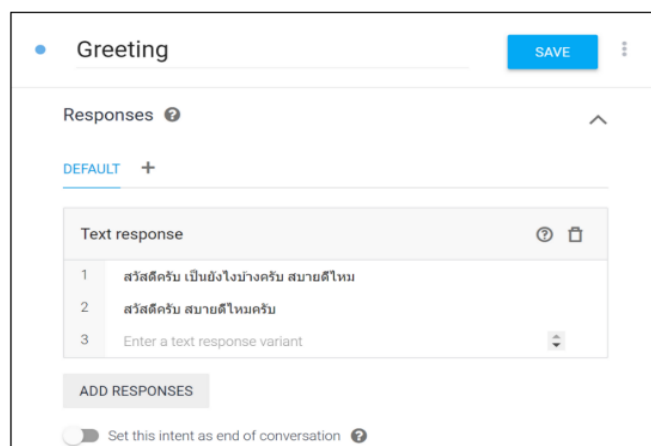 Greeting
SAVE
Responses
DEFAULT +
Text response
1 สวัสดีครับ เป็นยังไงบ้างครับ สบายดีไหม
2 สวัสดีครับ สบายดีไหมครับ
3 Enter a text response variant
ADD RESPONSES
Set this intent as end of conversation